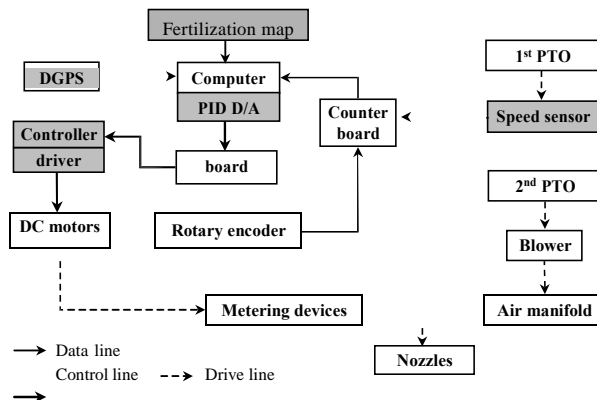 Fertilization map
DGPS
Computer
PID D/A
Counter
board
1st PTO
Speed sensor
Controller
driver
board
2nd PTO
DC motors
Rotary encoder
Blower
Metering devices
Air manifold
Data line
Control line
Drive line
Nozzles